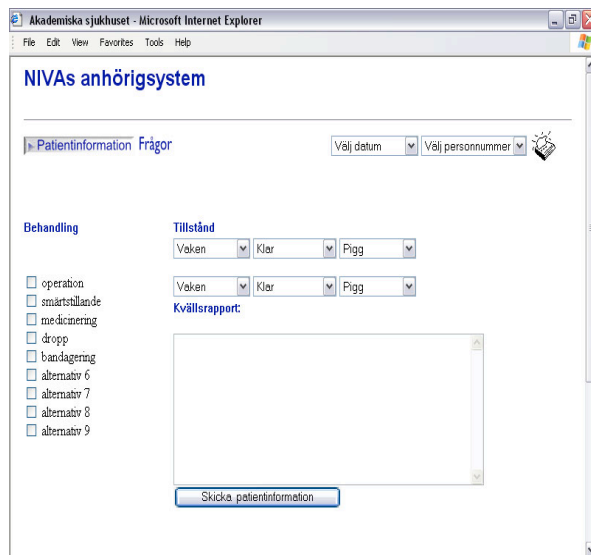 Akademiska sjukhuset - Microsoft Internet Explorer
File Edit View Favorites Tools Help
NIVAs anhörigsystem
Patientinformation Frågor Välj datum Välj personnummer
Behandling Tillstånd
Vaken Klar Pigg
operation Vaken Klar Pigg
smärtstillande
Kvällsrapport:
medicinering
dropp
bandagering
alternativ 6
alternativ 7
alternativ 8
alternativ 9
Skicka patientinformation